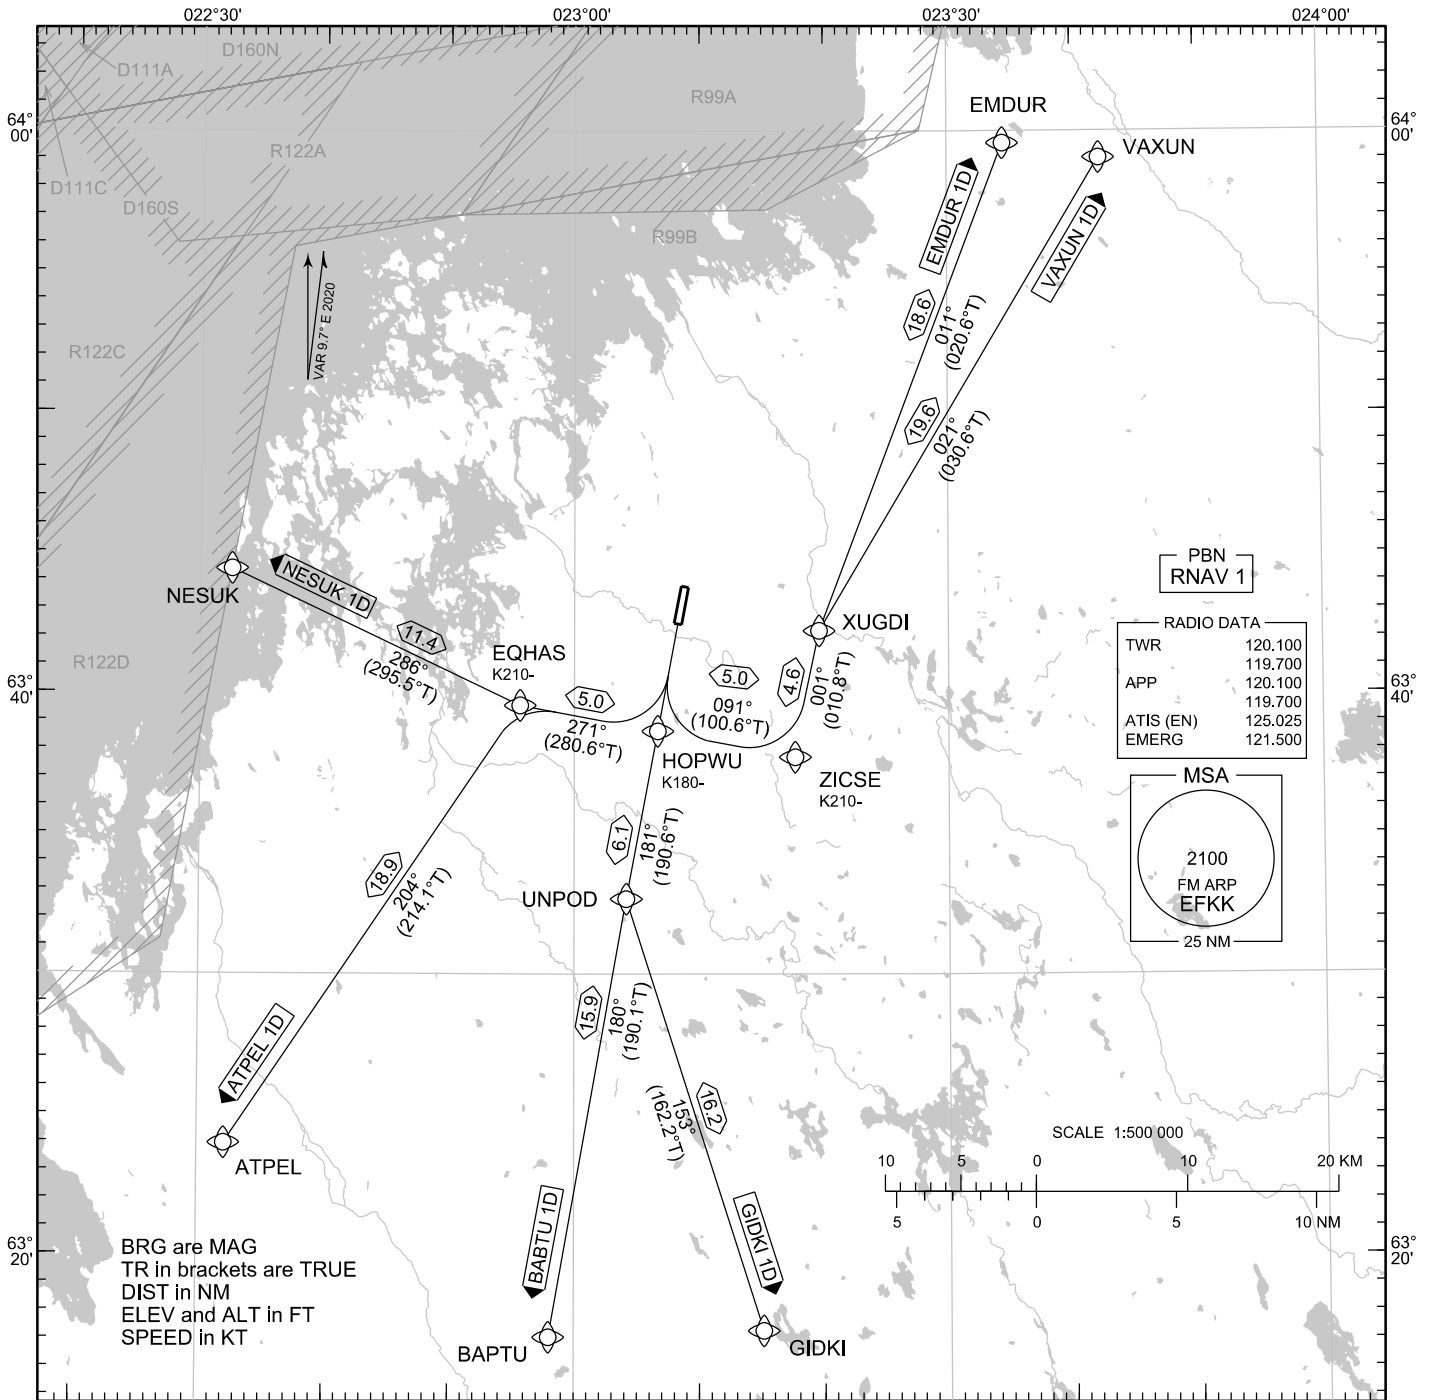 022°30'
023°00'
023°30'
024°00'
D160N
D111A
R99A
EMDUR
64°
00'
64°
00'
VAXUN
R122A
D111C
D160S
EMDUR 1D
R99B
VAXUN 1D
VAR 9.7° E 2020
18.6
011°
(020.6°T)
R122C
19.6
021°
(030.6°T)
PBN
RNAV 1
NESUK
NESUK 1D
11.4
286°
(295.5°T)
XUGDI
RADIO DATA
TWR 120.100
119.700
APP 120.100
119.700
ATIS (EN) 125.025
EMERG 121.500
R122D
EQHAS
K210-
5.0
271°
(280.6°T)
5.0
091°
(100.6°T)
4.6
001°
(010.8°T)
63°
40'
63°
40'
HOPWU
K180-
ZICSE
K210-
MSA
2100
FM ARP
EFKK
25 NM
6.1
181°
(190.6°T)
18.9
204°
(214.1°T)
UNPOD
15.9
180°
(190.1°T)
ATPEL 1D
16.2
153°
(162.2°T)
ATPEL
SCALE 1:500 000
10 5 0 10 20 KM
5 0 5 10 NM
BABTU 1D
GIDKI 1D
63°
20'
63°
20'
BRG are MAG
TR in brackets are TRUE
DIST in NM
ELEV and ALT in FT
SPEED in KT
BAPTU
GIDKI